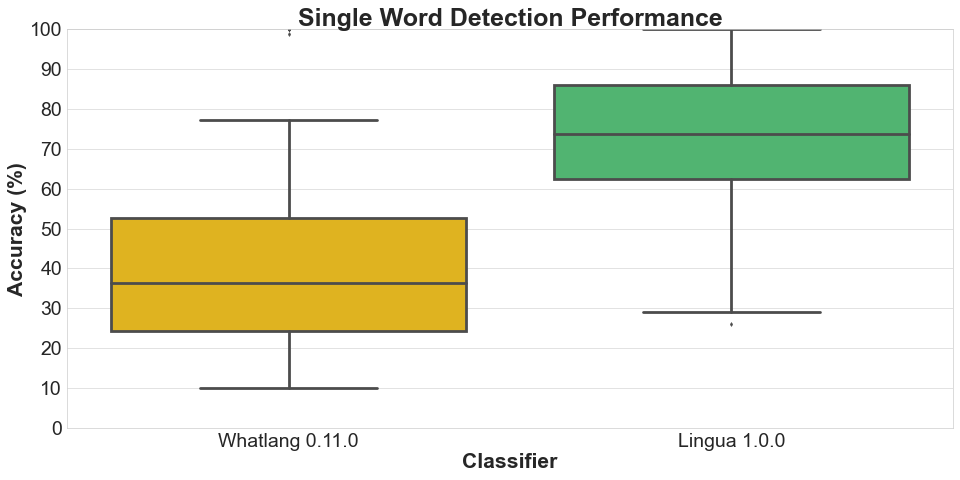 Single Word Detection Performance
100
90
80
70
60
50
40
30
20
10
0
Accuracy (%)
Whatlang 0.11.0
Lingua 1.0.0
Classifier